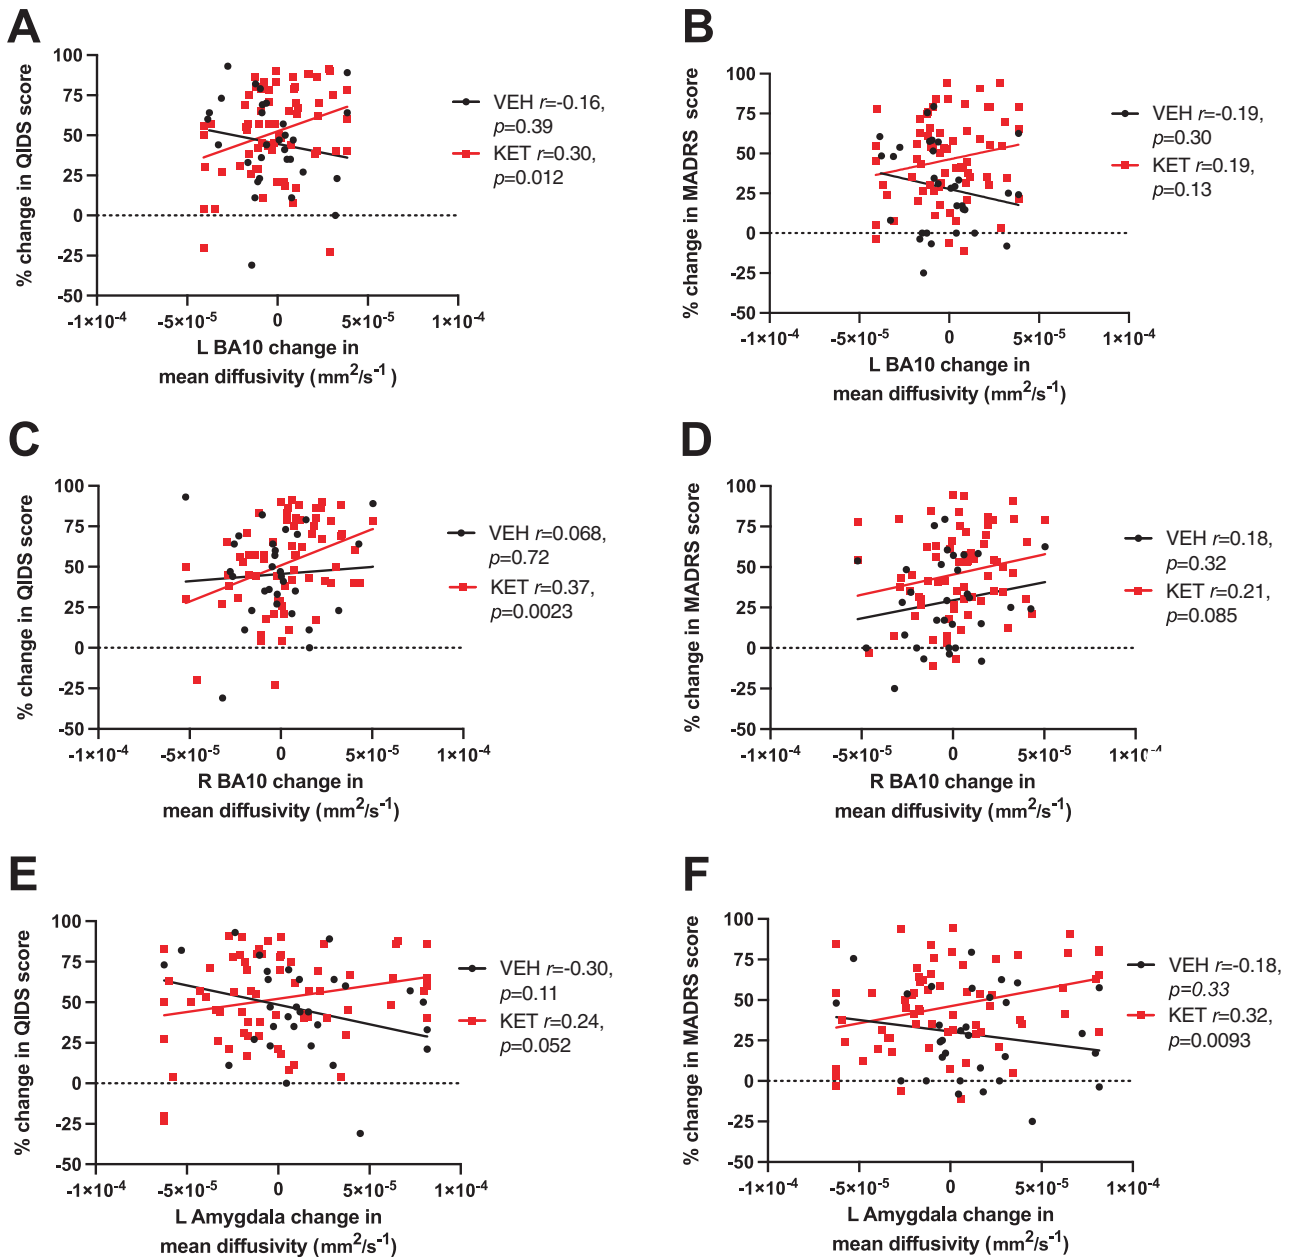 A
% change in QIDS score
100
75
50
25
0
-25
-50
-1×10⁻⁴
-5×10⁻⁵
0
5×10⁻⁵
1×10⁻⁴
L BA10 change in
mean diffusivity (mm²/s⁻¹)
VEH r=-0.16,
p=0.39
KET r=0.30,
p=0.012
B
% change in MADRS score
100
75
50
25
0
-25
-50
-1×10⁻⁴
-5×10⁻⁵
0
5×10⁻⁵
1×10⁻⁴
L BA10 change in
mean diffusivity (mm²/s⁻¹)
VEH r=-0.19,
p=0.30
KET r=0.19,
p=0.13
C
% change in QIDS score
100
75
50
25
0
-25
-50
-1×10⁻⁴
-5×10⁻⁵
0
5×10⁻⁵
1×10⁻⁴
R BA10 change in
mean diffusivity (mm²/s⁻¹)
VEH r=0.068,
p=0.72
KET r=0.37,
p=0.0023
D
% change in MADRS score
100
75
50
25
0
-25
-50
-1×10⁻⁴
-5×10⁻⁵
0
5×10⁻⁵
R BA10 change in
mean diffusivity (mm²/s⁻¹)
VEH r=0.18,
p=0.32
KET r=0.21,
p=0.085
E
% change in QIDS score
100
75
50
25
0
-25
-50
-1×10⁻⁴
-5×10⁻⁵
0
5×10⁻⁵
1×10⁻⁴
L Amygdala change in
mean diffusivity (mm²/s⁻¹)
VEH r=-0.30,
p=0.11
KET r=0.24,
p=0.052
F
% change in MADRS score
100
75
50
25
0
-25
-50
-1×10⁻⁴
-5×10⁻⁵
0
5×10⁻⁵
1×10⁻⁴
L Amygdala change in
mean diffusivity (mm²/s⁻¹)
VEH r=-0.18,
p=0.33
KET r=0.32,
p=0.0093